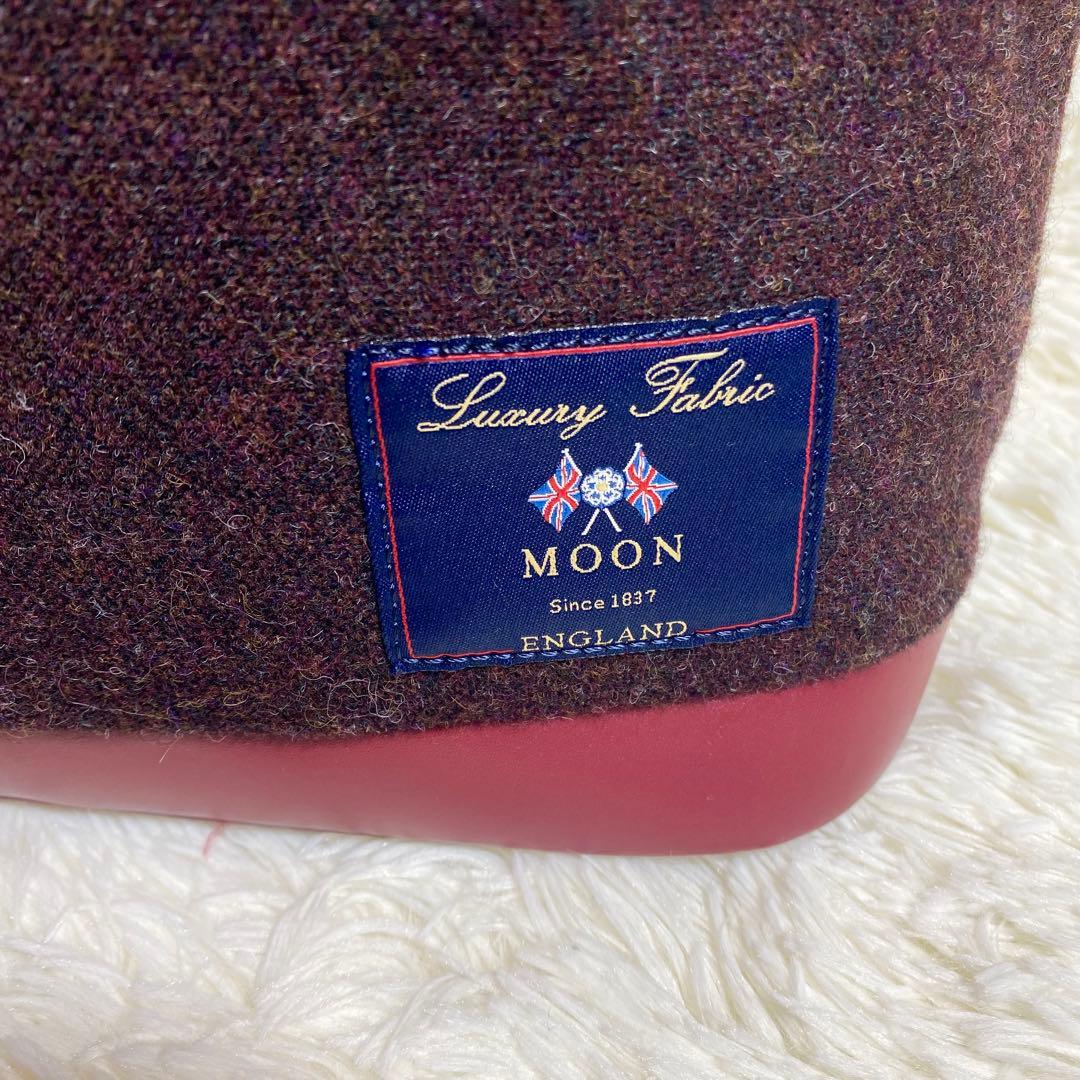 Luxury Fabric
MOON
Since 1837
ENGLAND